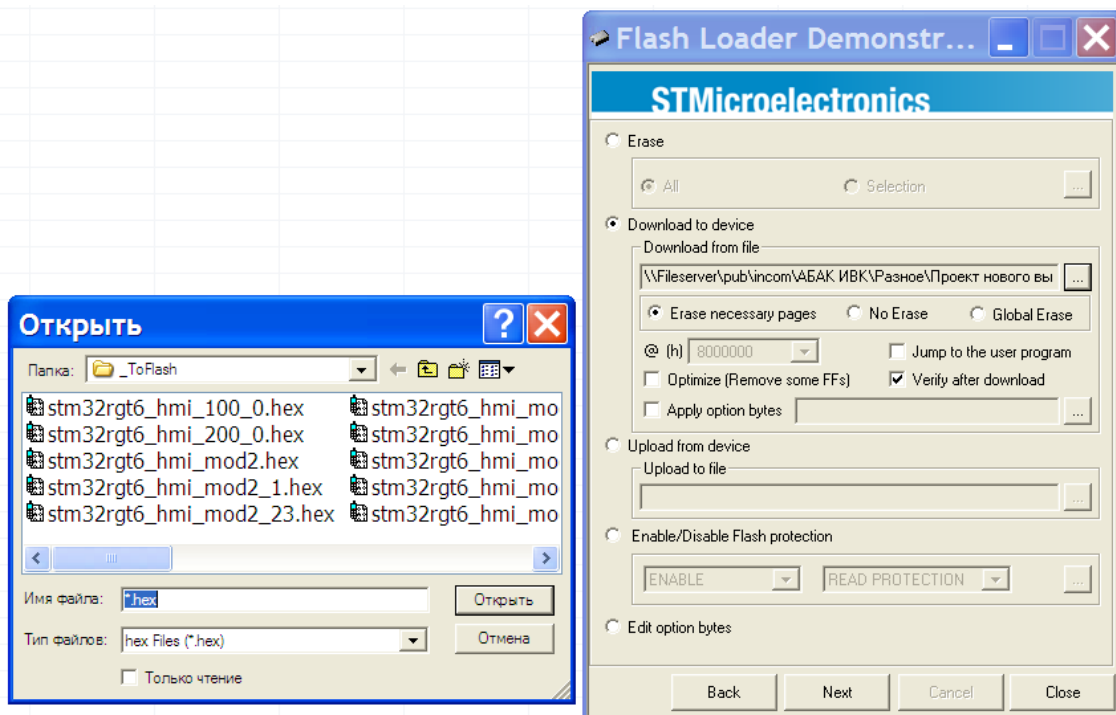 Открыть
Папка: _ToFlash
stm32rgt6_hmi_100_0.hex stm32rgt6_hmi_mo
stm32rgt6_hmi_200_0.hex stm32rgt6_hmi_mo
stm32rgt6_hmi_mod2.hex stm32rgt6_hmi_mo
stm32rgt6_hmi_mod2_1.hex stm32rgt6_hmi_mo
stm32rgt6_hmi_mod2_23.hex stm32rgt6_hmi_mo
Имя файла: *.hex Открыть
Тип файлов: hex Files (*.hex) Отмена
Только чтение
Flash Loader Demonstr...
STMicroelectronics
Erase
All Selection ...
Download to device
Download from file
\\Fileserver\pub\incom\АБАК ИВК\Разное\Проект нового вы ...
Erase necessary pages No Erase Global Erase
@ (h) 8000000 Jump to the user program
Optimize (Remove some FFs) Verify after download
Apply option bytes ...
Upload from device
Upload to file
...
Enable/Disable Flash protection
ENABLE READ PROTECTION ...
Edit option bytes
Back Next Cancel Close